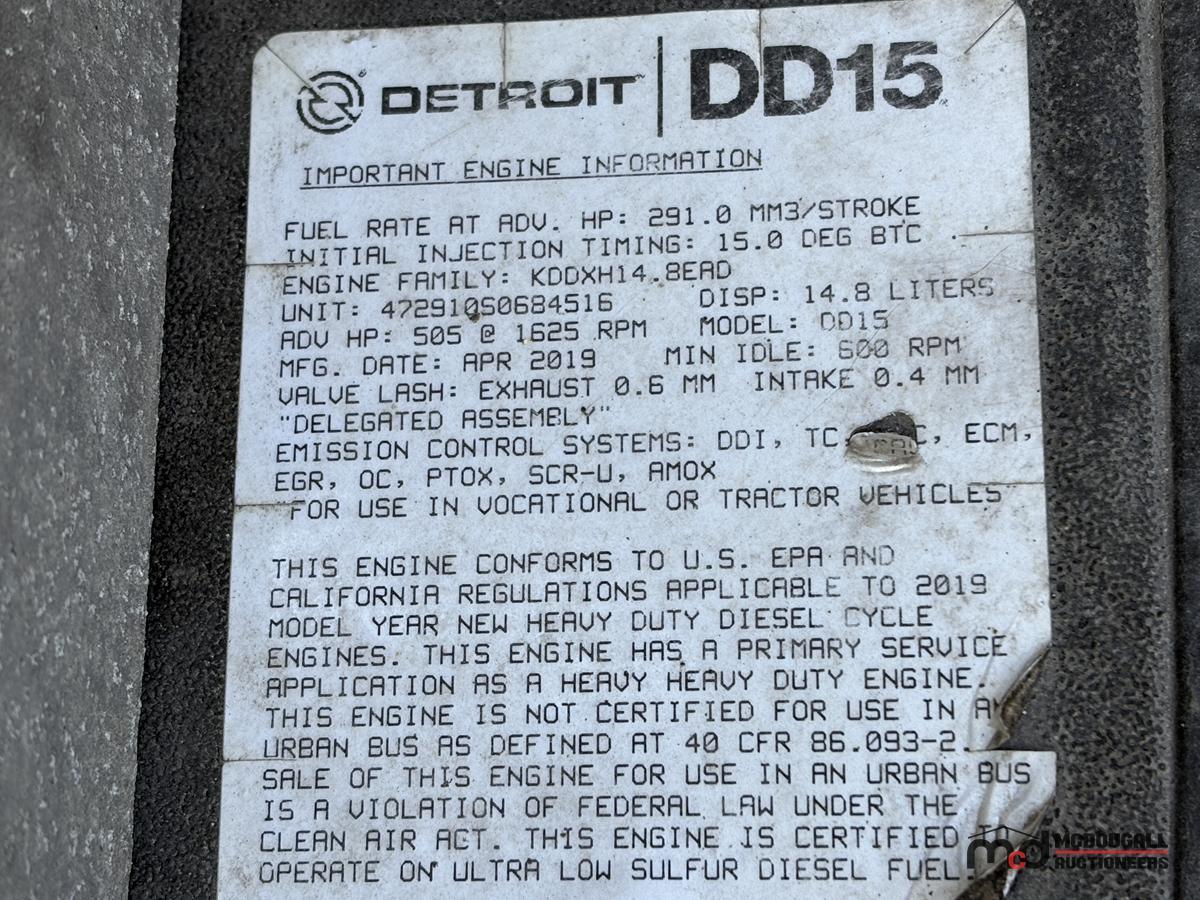 DETROIT | DD15
IMPORTANT ENGINE INFORMATION
FUEL RATE AT ADV. HP: 291.0 MM3/STROKE
INITIAL INJECTION TIMING: 15.0 DEG BTC
ENGINE FAMILY: KDDXH14.8EAD
UNIT: 472910S0684516 DISP: 14.8 LITERS
ADV HP: 505 @ 1625 RPM MODEL: DD15
MFG. DATE: APR 2019 MIN IDLE: 600 RPM
VALVE LASH: EXHAUST 0.6 MM INTAKE 0.4 MM
"DELEGATED ASSEMBLY"
EMISSION CONTROL SYSTEMS: DDI, TC, ECM,
EGR, OC, PTOX, SCR-U, AMOX
FOR USE IN VOCATIONAL OR TRACTOR VEHICLES
THIS ENGINE CONFORMS TO U.S. EPA AND
CALIFORNIA REGULATIONS APPLICABLE TO 2019
MODEL YEAR NEW HEAVY DUTY DIESEL CYCLE
ENGINES. THIS ENGINE HAS A PRIMARY SERVICE
APPLICATION AS A HEAVY HEAVY DUTY ENGINE.
THIS ENGINE IS NOT CERTIFIED FOR USE IN AN
URBAN BUS AS DEFINED AT 40 CFR 86.093-2.
SALE OF THIS ENGINE FOR USE IN AN URBAN BUS
IS A VIOLATION OF FEDERAL LAW UNDER THE
CLEAN AIR ACT. THIS ENGINE IS CERTIFIED
OPERATE ON ULTRA LOW SULFUR DIESEL FUEL.
mcd MCDOUGALL
AUCTIONEERS